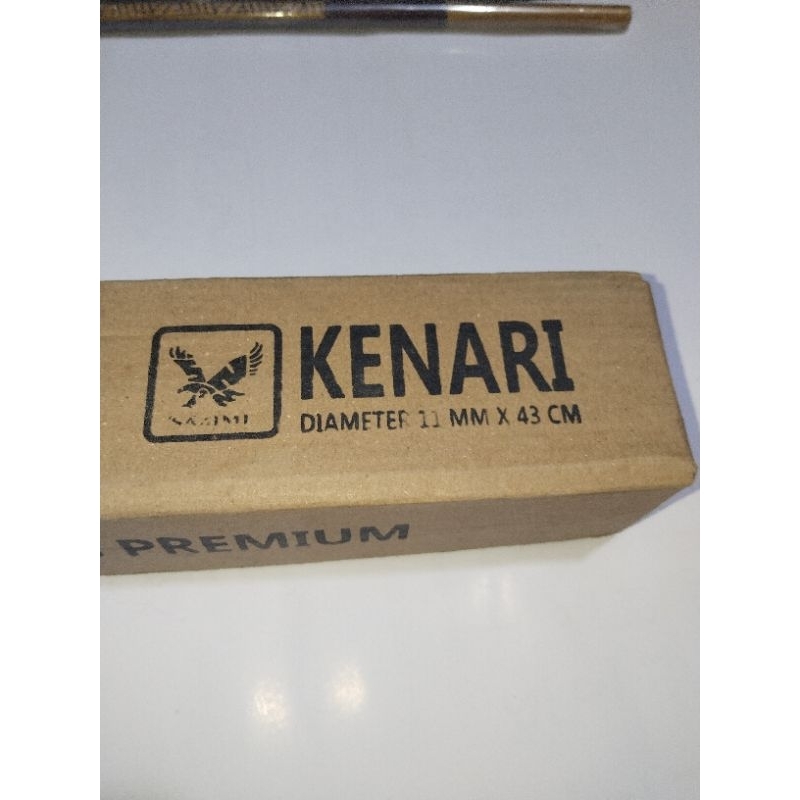 KENARI
DIAMETER 11 MM X 43 CM
PREMIUM